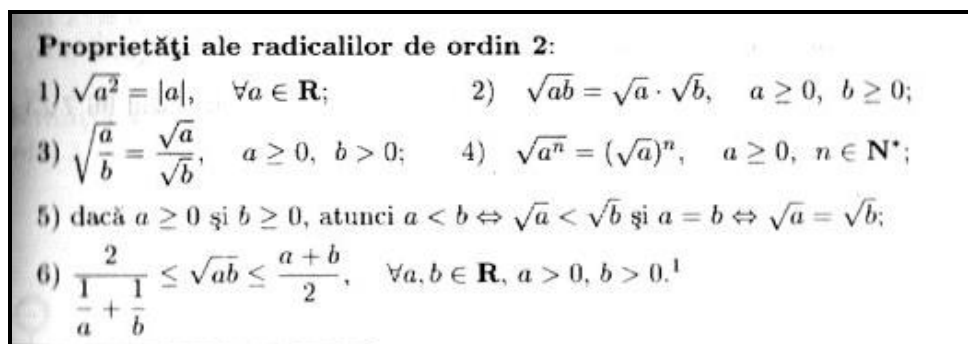 Proprietăţi ale radicalilor de ordin 2:
1) √a² = |a|, ∀a ∈ R; 2) √ab = √a · √b, a ≥ 0, b ≥ 0;
3) √(a/b) = √a/√b, a ≥ 0, b > 0; 4) √aⁿ = (√a)ⁿ, a ≥ 0, n ∈ N*;
5) dacă a ≥ 0 şi b ≥ 0, atunci a < b ⇔ √a < √b şi a = b ⇔ √a = √b;
6) 2/(1/a + 1/b) ≤ √ab ≤ (a + b)/2, ∀a, b ∈ R, a > 0, b > 0.¹